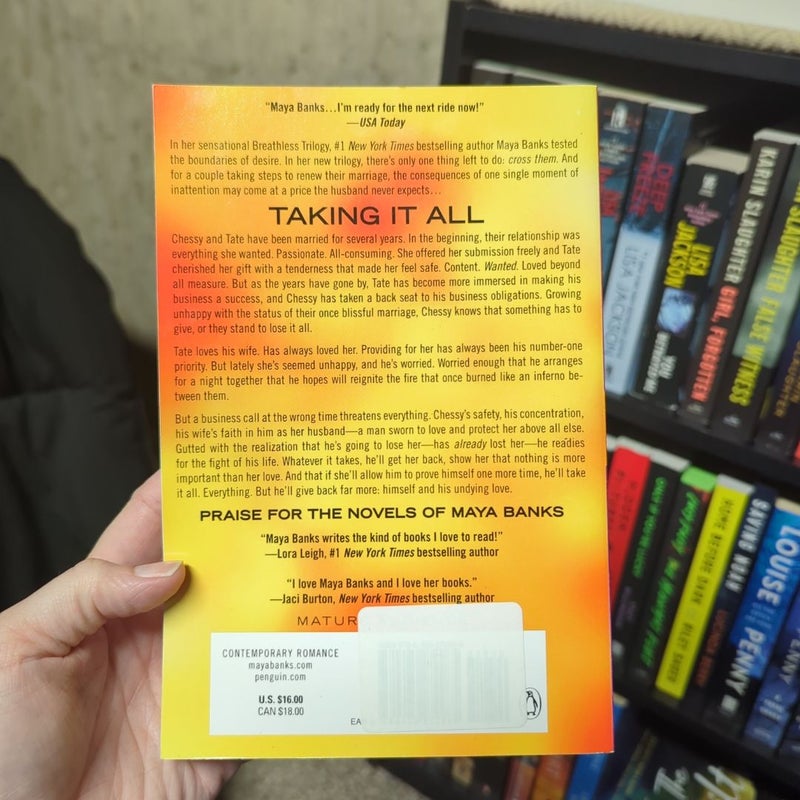 "Maya Banks...I'm ready for the next ride now!"
—USA Today
In her sensational Breathless Trilogy, #1 New York Times bestselling author Maya Banks tested
the boundaries of desire. In her new trilogy, there's only one thing left to do: cross them. And
for a couple taking steps to renew their marriage, the consequences of one single moment of
inattention may come at a price the husband never expects...
TAKING IT ALL
Chessy and Tate have been married for several years. In the beginning, their relationship was
everything she wanted. Passionate. All-consuming. She offered her submission freely and Tate
cherished her gift with a tenderness that made her feel safe. Content. Wanted. Loved beyond
all measure. But as the years have gone by, Tate has become more immersed in making his
business a success, and Chessy has taken a back seat to his business obligations. Growing
unhappy with the status of their once blissful marriage, Chessy knows that something has to
give, or they stand to lose it all.
Tate loves his wife. Has always loved her. Providing for her has always been his number-one
priority. But lately she's seemed unhappy, and he's worried. Worried enough that he arranges
for a night together that he hopes will reignite the fire that once burned like an inferno be-
tween them.
But a business call at the wrong time threatens everything. Chessy's safety, his concentration,
his wife's faith in him as her husband—a man sworn to love and protect her above all else.
Gutted with the realization that he's going to lose her—has already lost her—he readies
for the fight of his life. Whatever it takes, he'll get her back, show her that nothing is more
important than her love. And that if she'll allow him to prove himself one more time, he'll take
it all. Everything. But he'll give back far more: himself and his undying love.
PRAISE FOR THE NOVELS OF MAYA BANKS
"Maya Banks writes the kind of books I love to read!"
—Lora Leigh, #1 New York Times bestselling author
"I love Maya Banks and I love her books."
—Jaci Burton, New York Times bestselling author
MATUR
CONTEMPORARY ROMANCE
mayabanks.com
penguin.com
U.S. $16.00
CAN $18.00
EA
DEEP FREEZE
LISA JACKSON
LISA JACKSON
KARIN SLAUGHTER GIRL, FORGOTTEN
SLAUGHTER FALSE WITNESS
HOME BEFORE DARK RILEY SAGER
SAVING NOAH
LOUISE PENNY
The